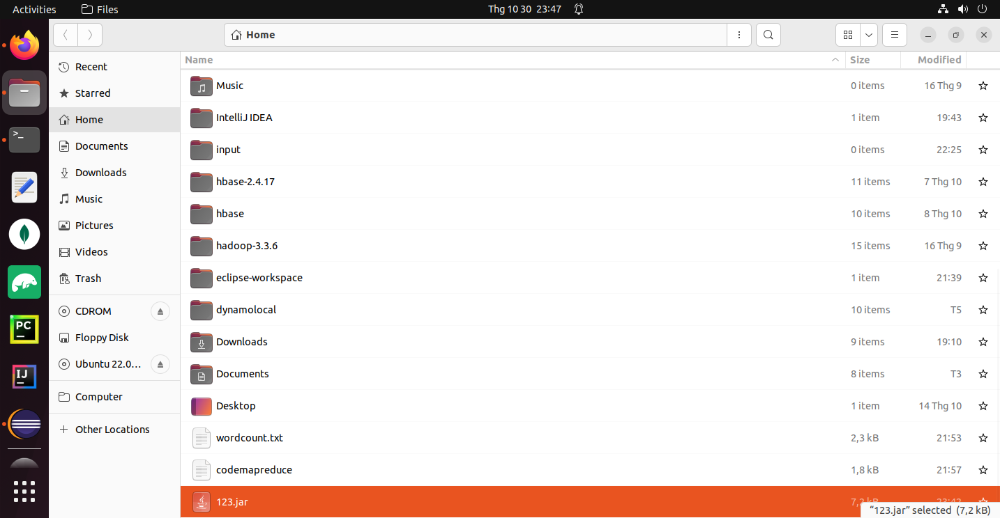 Activities Files Thg 10 30 23:47
Home
Recent
Starred
Home
Documents
Downloads
Music
Pictures
Videos
Trash
CDROM
Floppy Disk
Ubuntu 22.0...
Computer
+ Other Locations
Name Size Modified
Music 0 items 16 Thg 9
IntelliJ IDEA 1 item 19:43
input 0 items 22:25
hbase-2.4.17 11 items 7 Thg 10
hbase 10 items 8 Thg 10
hadoop-3.3.6 15 items 16 Thg 9
eclipse-workspace 1 item 21:39
dynamolocal 10 items T5
Downloads 9 items 19:10
Documents 8 items T3
Desktop 1 item 14 Thg 10
wordcount.txt 2,3 kB 21:53
codemapreduce 1,8 kB 21:57
123.jar 7,2 kB 23:42
"123.jar" selected (7,2 kB)
>_
PC
IJ